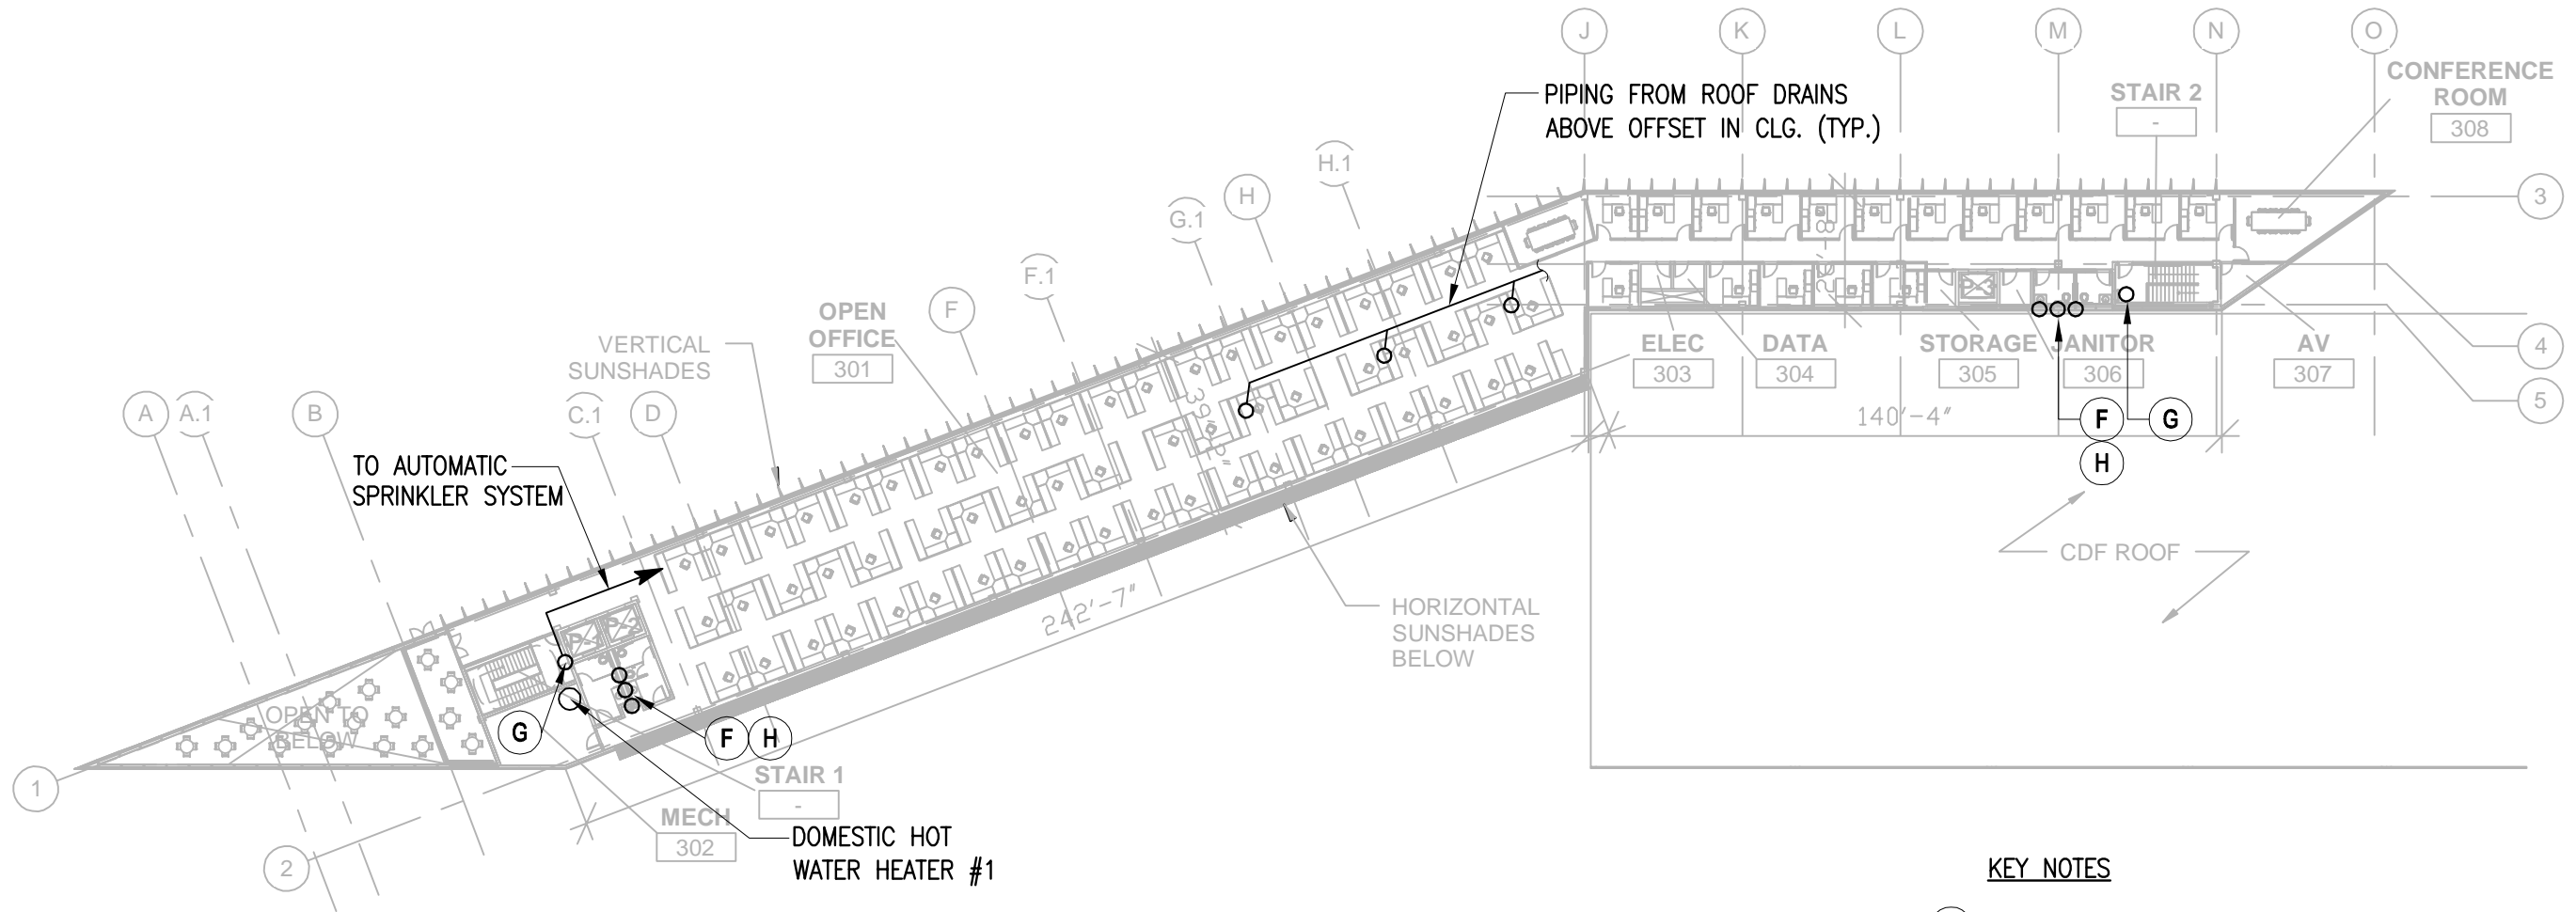 J
K
L
M
N
O
CONFERENCE
ROOM
308
STAIR 2
-
PIPING FROM ROOF DRAINS
ABOVE OFFSET IN CLG. (TYP.)
H.1
H
G.1
3
F.1
F
OPEN
OFFICE
301
VERTICAL
SUNSHADES
ELEC
303
DATA
304
STORAGE
305
JANITOR
306
AV
307
4
5
A
A.1
B
C.1
D
140'-4"
F
G
H
TO AUTOMATIC
SPRINKLER SYSTEM
CDF ROOF
242'-7"
HORIZONTAL
SUNSHADES
BELOW
OPEN TO
BELOW
G
F
H
1
STAIR 1
-
MECH
302
2
DOMESTIC HOT
WATER HEATER #1
KEY NOTES